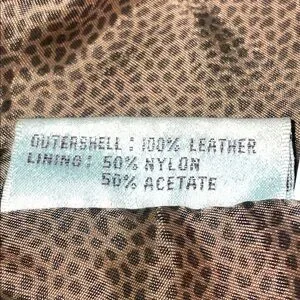 OUTERSHELL : 100% LEATHER
LINING : 50% NYLON
50% ACETATE